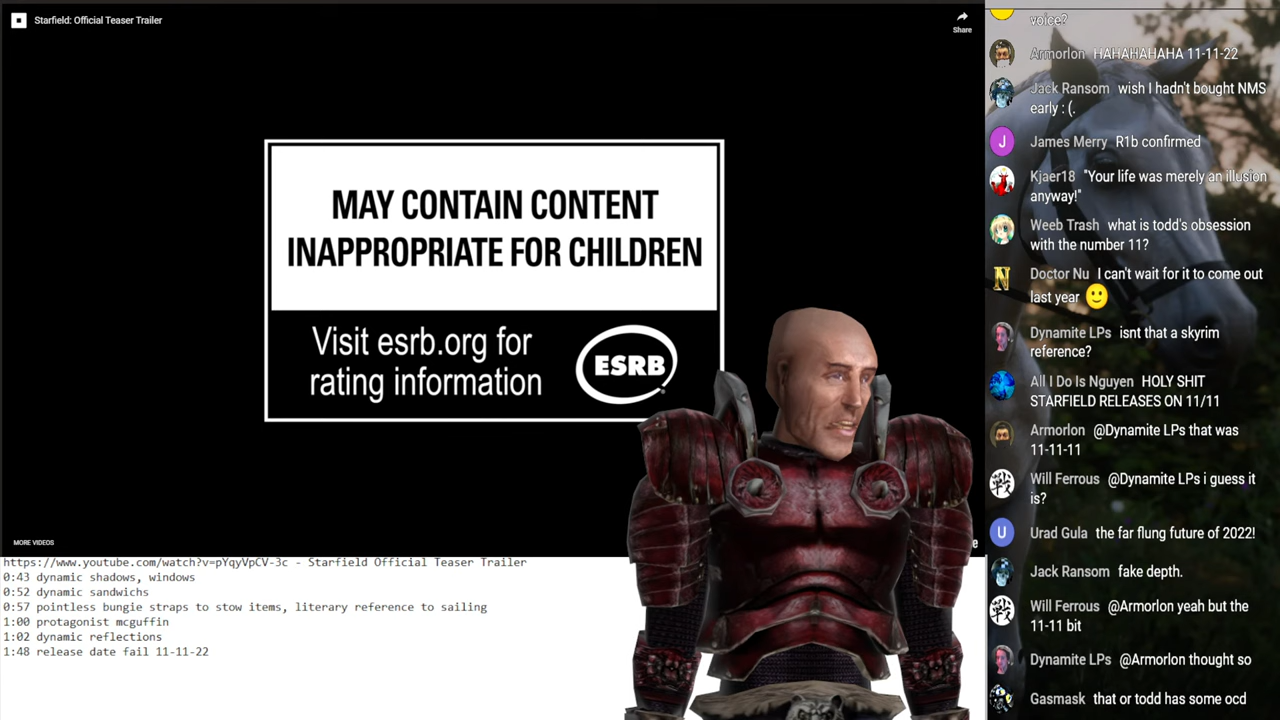 Starfield: Official Teaser Trailer
Share
MAY CONTAIN CONTENT
INAPPROPRIATE FOR CHILDREN
Visit esrb.org for
rating information
ESRB
MORE VIDEOS
https://www.youtube.com/watch?v=pYqyVpCV-3c - Starfield Official Teaser Trailer
0:43 dynamic shadows, windows
0:52 dynamic sandwichs
0:57 pointless bungie straps to stow items, literary reference to sailing
1:00 protagonist mcguffin
1:02 dynamic reflections
1:48 release date fail 11-11-22
voice?
Armorlon HAHAHAHAHA 11-11-22
Jack Ransom wish I hadn't bought NMS
early : (.
J James Merry R1b confirmed
Kjaer18 "Your life was merely an illusion
anyway!"
Weeb Trash what is todd's obsession
with the number 11?
N Doctor Nu I can't wait for it to come out
last year
Dynamite LPs isnt that a skyrim
reference?
All I Do Is Nguyen HOLY SHIT
STARFIELD RELEASES ON 11/11
Armorlon @Dynamite LPs that was
11-11-11
Will Ferrous @Dynamite LPs i guess it
is?
U Urad Gula the far flung future of 2022!
Jack Ransom fake depth.
Will Ferrous @Armorlon yeah but the
11-11 bit
Dynamite LPs @Armorlon thought so
Gasmask that or todd has some ocd